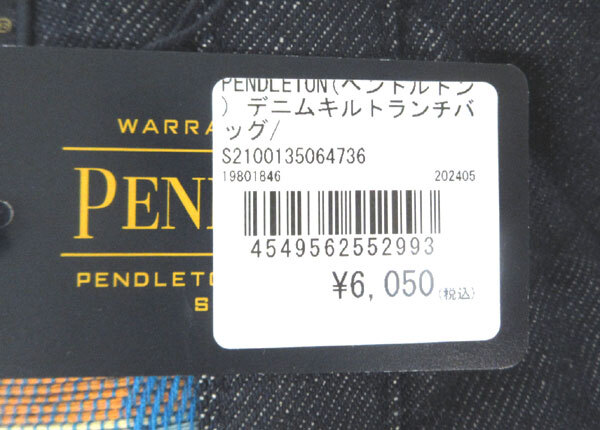 PENDLETON(ペンドルトン
) デニムキルトランチバ
ッグ/
S2100135064736
19801846 202405
4549562552993
¥6,050(税込)
WARRA
PEN
PENDLETO
S